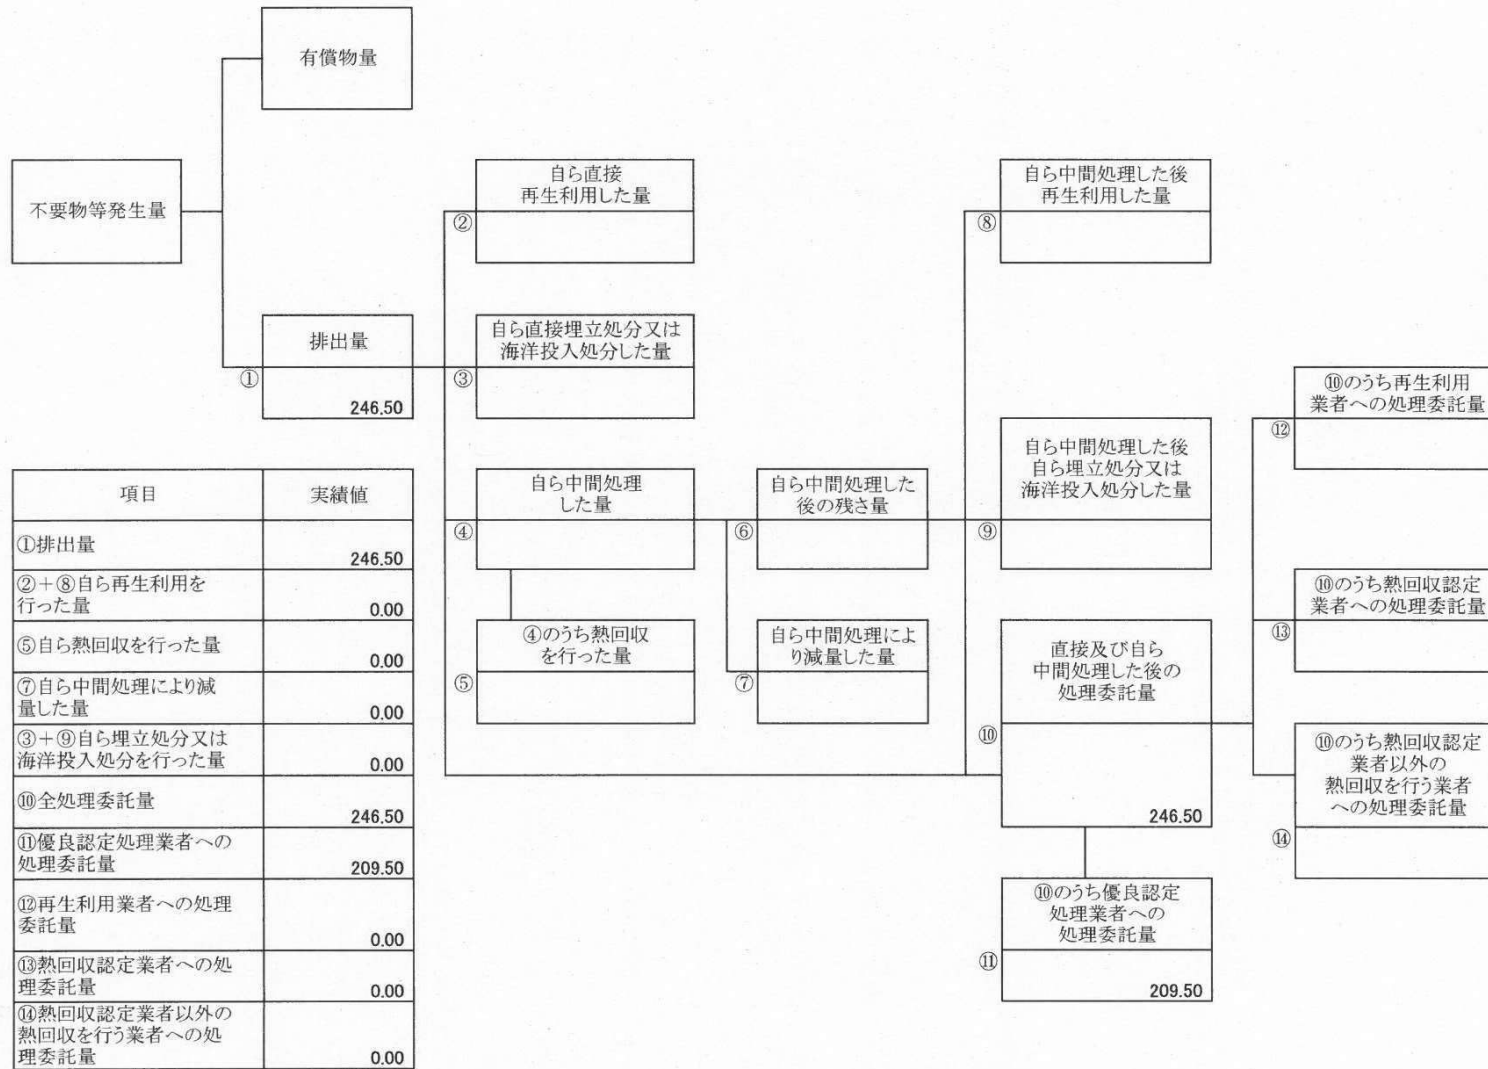 有償物量
不要物等発生量
自ら直接
再生利用した量
②
自ら中間処理した後
再生利用した量
⑧
排出量
①
246.50
自ら直接埋立処分又は
海洋投入処分した量
③
⑩のうち再生利用
業者への処理委託量
⑫
自ら中間処理した後
自ら埋立処分又は
海洋投入処分した量
⑨
自ら中間処理
した量
④
自ら中間処理した
後の残さ量
⑥
④のうち熱回収
を行った量
⑤
自ら中間処理によ
り減量した量
⑦
直接及び自ら
中間処理した後の
処理委託量
⑩
246.50
⑩のうち熱回収認定
業者への処理委託量
⑬
⑩のうち熱回収認定
業者以外の
熱回収を行う業者
への処理委託量
⑭
⑩のうち優良認定
処理業者への
処理委託量
⑪
209.50
項目 実績値
①排出量
246.50
②+⑧自ら再生利用を
行った量 0.00
⑤自ら熱回収を行った量
0.00
⑦自ら中間処理により減
量した量 0.00
③+⑨自ら埋立処分又は
海洋投入処分を行った量 0.00
⑩全処理委託量
246.50
⑪優良認定処理業者への
処理委託量 209.50
⑫再生利用業者への処理
委託量
0.00
⑬熱回収認定業者への処
理委託量 0.00
⑭熱回収認定業者以外の
熱回収を行う業者への処
理委託量 0.00